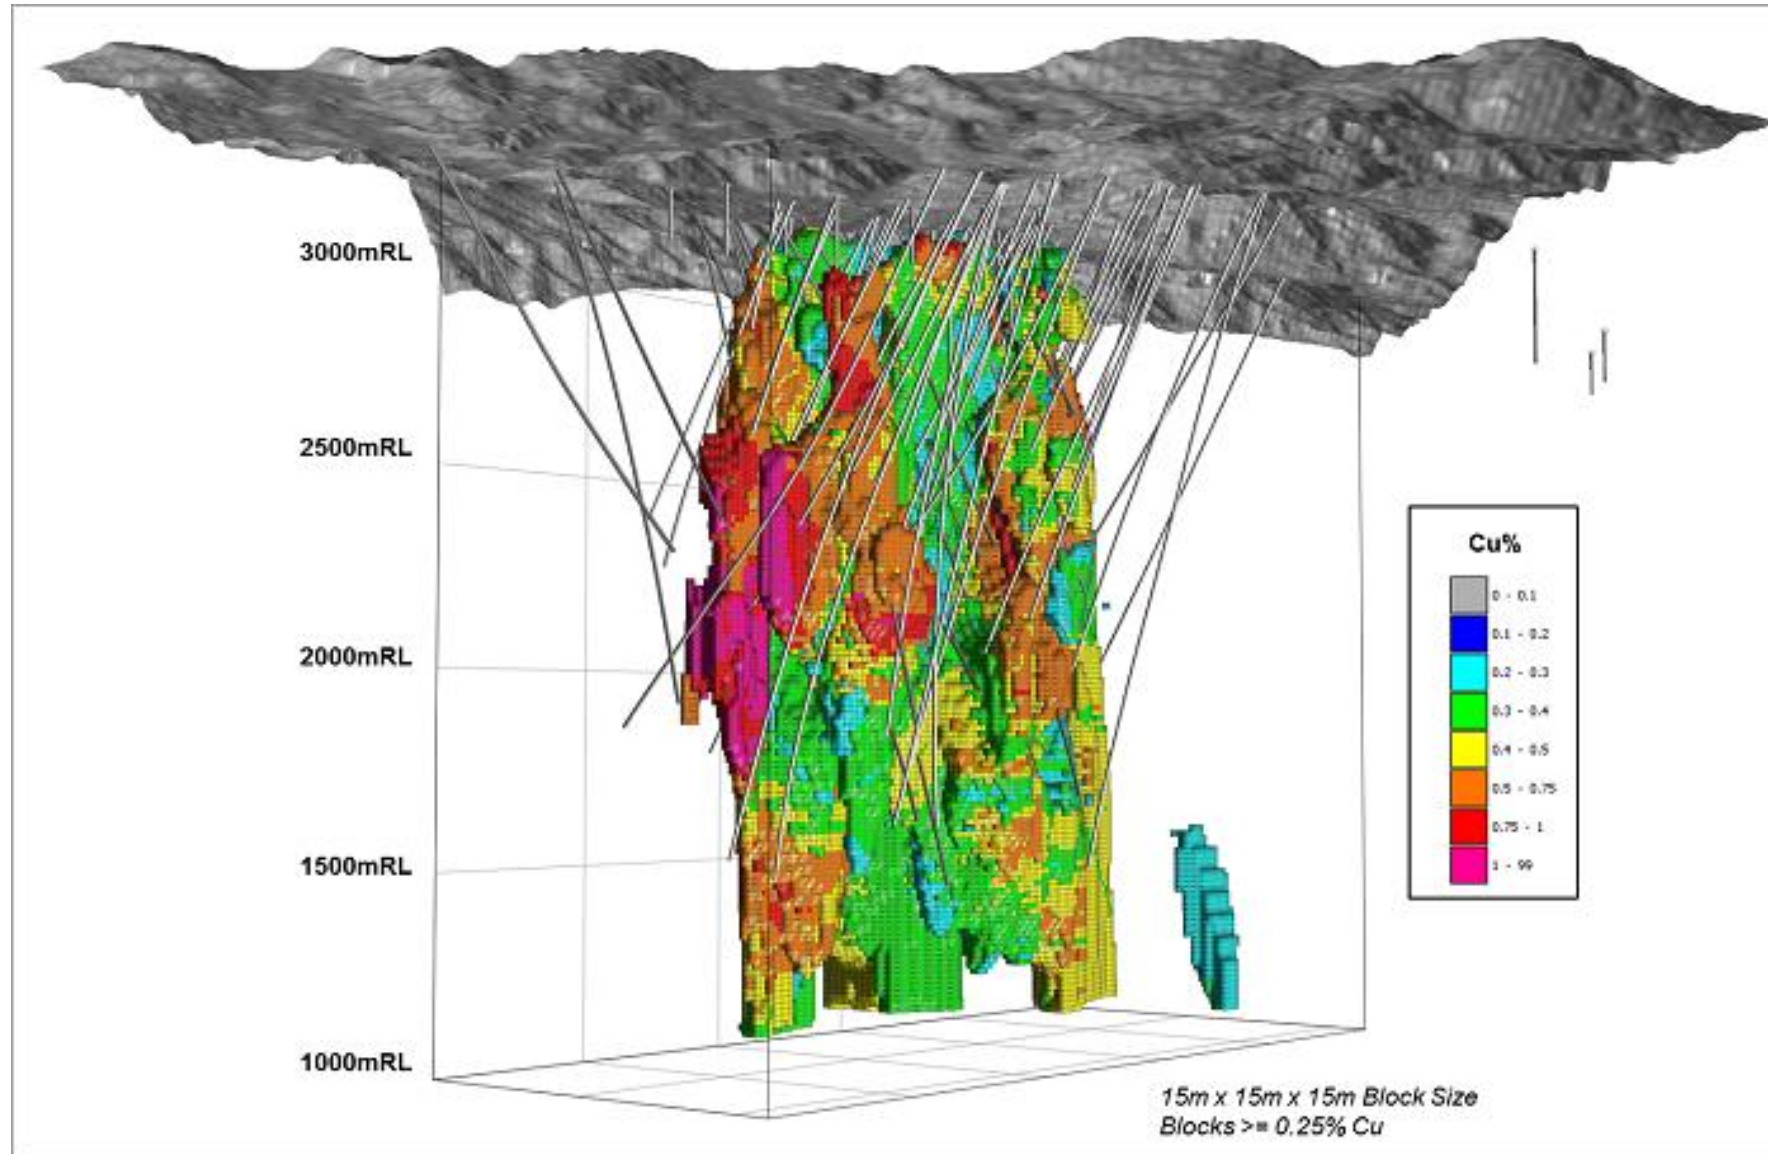 3000mRL
2500mRL
2000mRL
1500mRL
1000mRL
Cu%
0 - 0.1
0.1 - 0.2
0.2 - 0.3
0.3 - 0.4
0.4 - 0.5
0.5 - 0.75
0.75 - 1
1 - 99
15m x 15m x 15m Block Size
Blocks >= 0.25% Cu